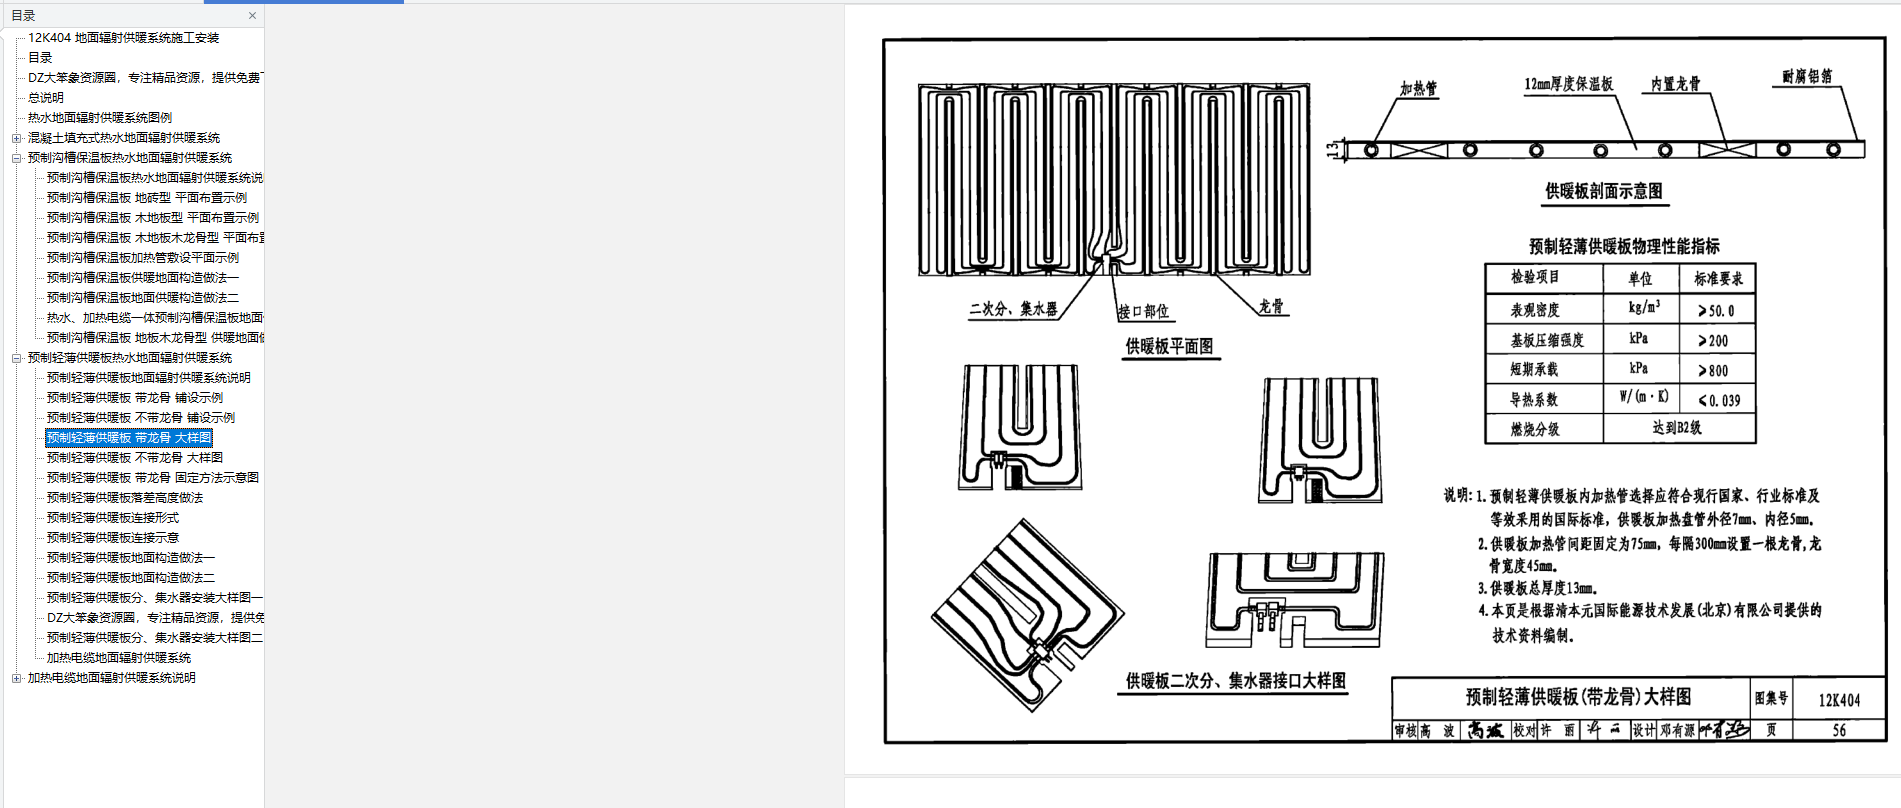 目录
12K404 地面辐射供暖系统施工安装
目录
DZ大笨象资源圈，专注精品资源，提供免费
总说明
热水地面辐射供暖系统图例
混凝土填充式热水地面辐射供暖系统
预制沟槽保温板热水地面辐射供暖系统
预制沟槽保温板热水地面辐射供暖系统说
预制沟槽保温板 地砖型 平面布置示例
预制沟槽保温板 木地板型 平面布置示例
预制沟槽保温板 木地板木龙骨型 平面布置
预制沟槽保温板加热管敷设平面示例
预制沟槽保温板供暖地面构造做法一
预制沟槽保温板地面供暖构造做法二
热水、加热电缆一体预制沟槽保温板地面
预制沟槽保温板 地板木龙骨型 供暖地面
预制轻薄供暖板热水地面辐射供暖系统
预制轻薄供暖板地面辐射供暖系统说明
预制轻薄供暖板 带龙骨 铺设示例
预制轻薄供暖板 不带龙骨 铺设示例
预制轻薄供暖板 带龙骨 大样图
预制轻薄供暖板 不带龙骨 大样图
预制轻薄供暖板 带龙骨 固定方法示意图
预制轻薄供暖板落差高度做法
预制轻薄供暖板连接形式
预制轻薄供暖板连接示意
预制轻薄供暖板地面构造做法一
预制轻薄供暖板地面构造做法二
预制轻薄供暖板分、集水器安装大样图一
DZ大笨象资源圈，专注精品资源，提供免
预制轻薄供暖板分、集水器安装大样图二
加热电缆地面辐射供暖系统
加热电缆地面辐射供暖系统说明
二次分、集水器
接口部位
龙骨
供暖板平面图
加热管
12mm厚度保温板
内置龙骨
耐腐铝箔
13
供暖板剖面示意图
预制轻薄供暖板物理性能指标
检验项目 单位 标准要求
表观密度 kg/m³ ≥50.0
基板压缩强度 kPa ≥200
短期承载 kPa ≥800
导热系数 W/(m·K) ≤0.039
燃烧分级 达到B2级
供暖板二次分、集水器接口大样图
说明:1.预制轻薄供暖板内加热管选择应符合现行国家、行业标准及
等效采用的国际标准，供暖板加热盘管外径7mm、内径5mm。
2.供暖板加热管间距固定为75mm，每隔300mm设置一根龙骨,龙
骨宽度45mm。
3.供暖板总厚度13mm。
4.本页是根据清本元国际能源技术发展(北京)有限公司提供的
技术资料编制。
预制轻薄供暖板(带龙骨)大样图 图集号 12K404
审核 高 波 高波 校对 许 丽 设计 邓有源 页 56